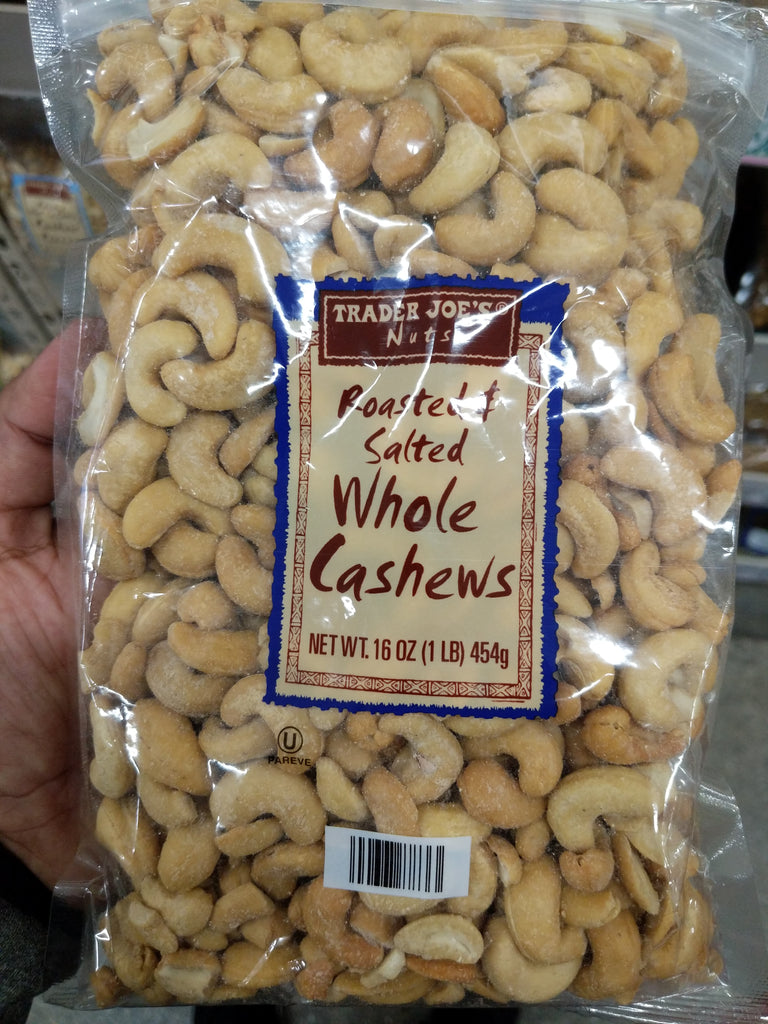 TRADER JOE'S®
Nuts
Roasted &
Salted
Whole
Cashews
NET WT. 16 OZ (1 LB) 454g
U
PAREVE